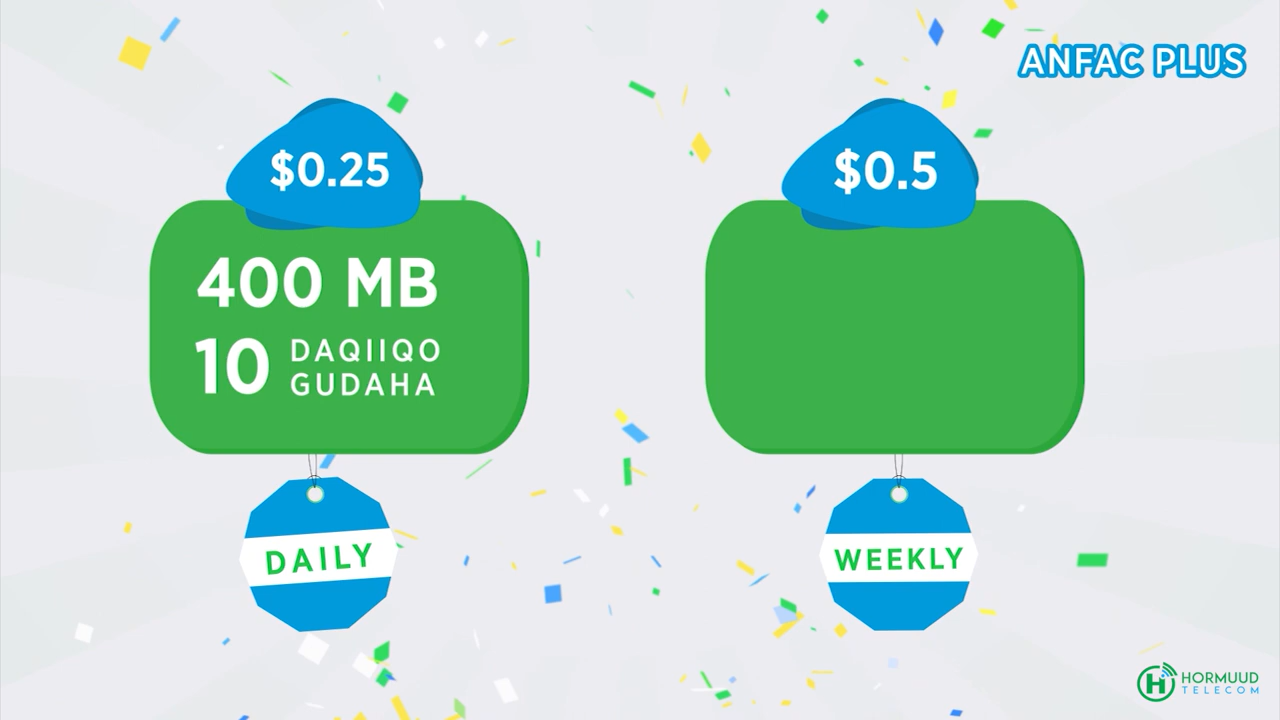 ANFAC PLUS
$0.25
400 MB
10 DAQIIQO
GUDAHA
DAILY
$0.5
WEEKLY
HORMUUD
TELECOM